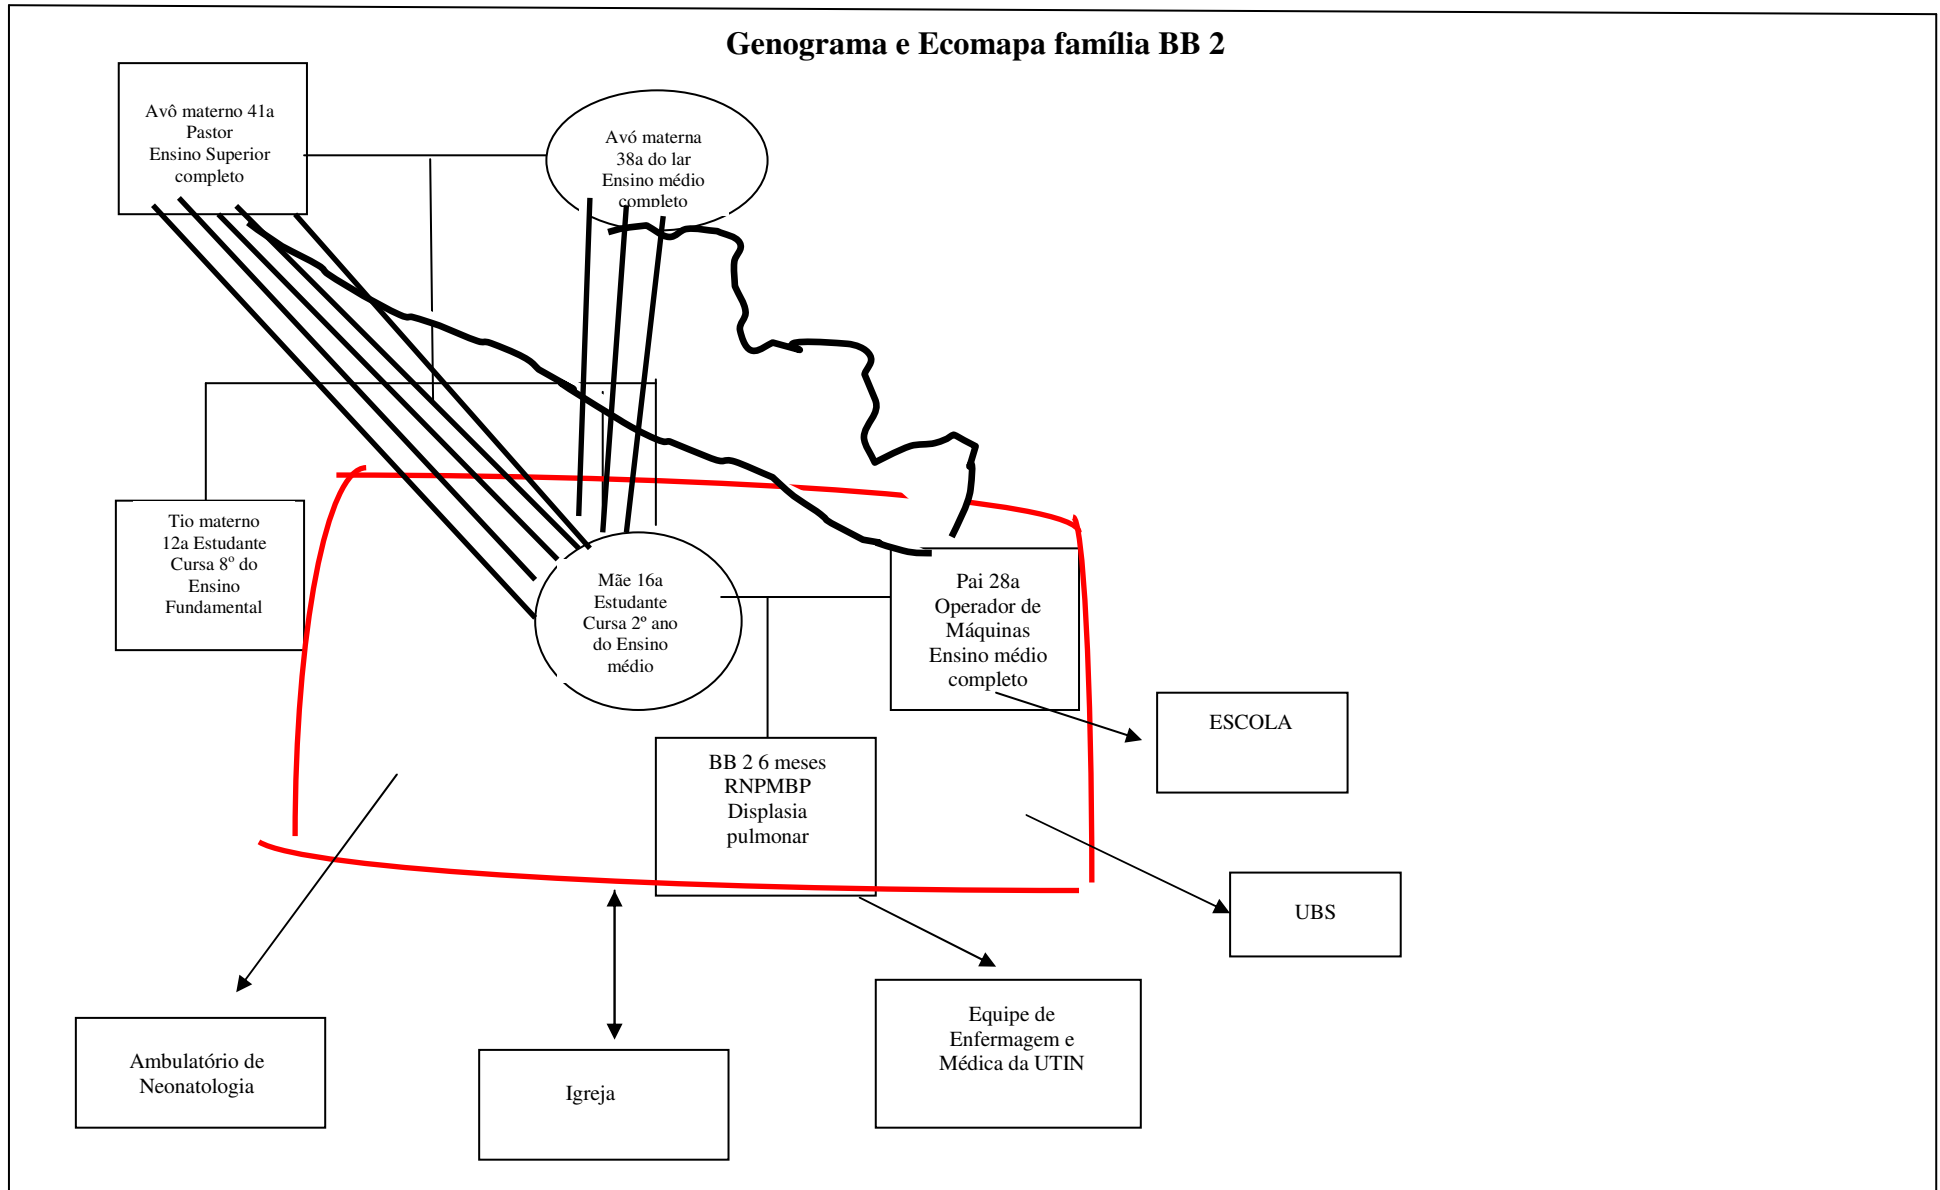 Genograma e Ecomapa família BB 2
Avô materno 41a
Pastor
Ensino Superior
completo
Avó materna
38a do lar
Ensino médio
completo
Tio materno
12a Estudante
Cursa 8º do
Ensino
Fundamental
Mãe 16a
Estudante
Cursa 2º ano
do Ensino
médio
Pai 28a
Operador de
Máquinas
Ensino médio
completo
ESCOLA
BB 2 6 meses
RNPMBP
Displasia
pulmonar
UBS
Equipe de
Enfermagem e
Médica da UTIN
Ambulatório de
Neonatologia
Igreja